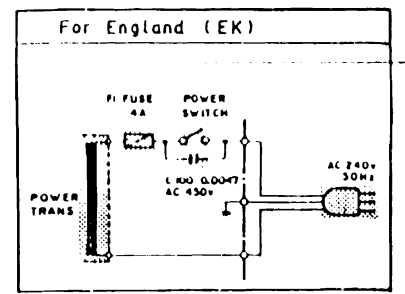 For England (EK)
F1 FUSE
4A
POWER
SWITCH
C100 0.0047
AC 450v
AC 240v
50Hz
POWER
TRANS